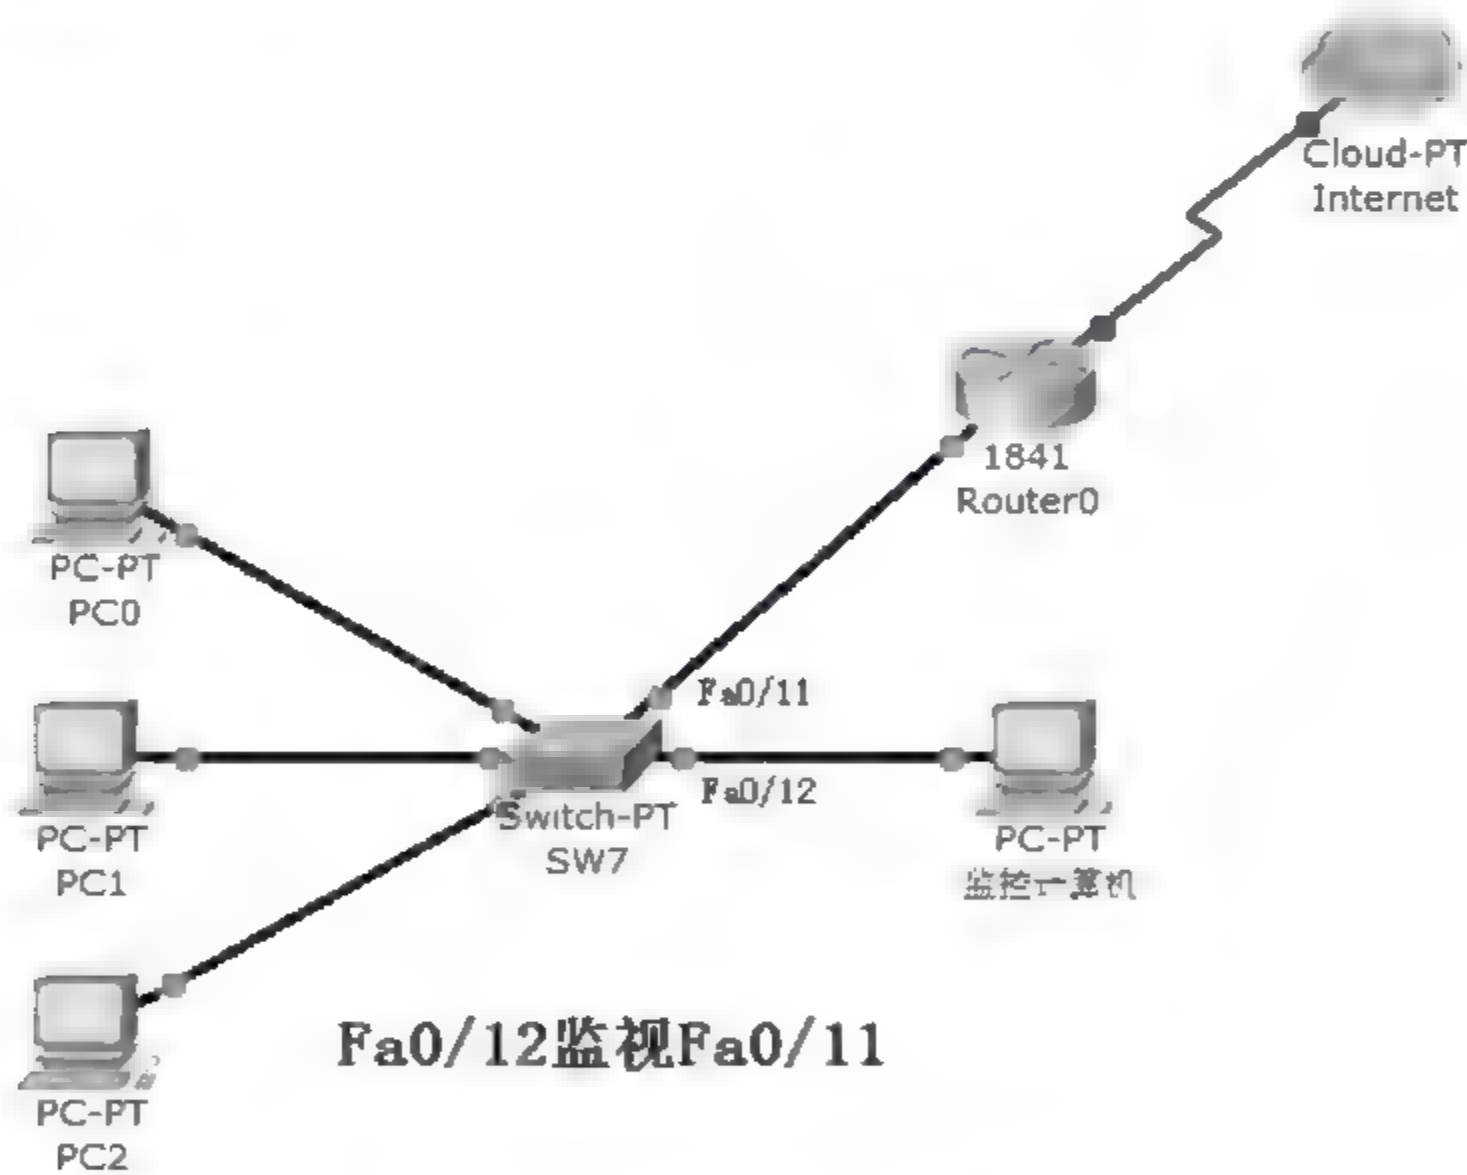 Cloud-PT
Internet
1841
Router0
PC-PT
PC0
Fa0/11
Fa0/12
Switch-PT
SW7
PC-PT
PC1
PC-PT
监控计算机
Fa0/12监视Fa0/11
PC-PT
PC2